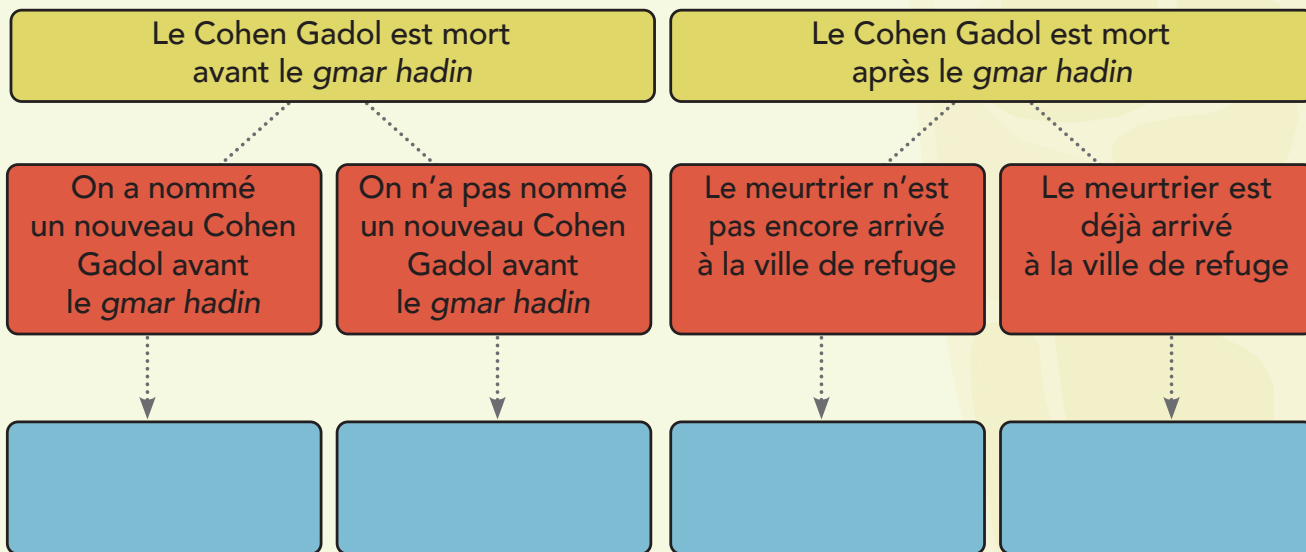 Le Cohen Gadol est mort
avant le gmar hadin
Le Cohen Gadol est mort
après le gmar hadin
On a nommé
un nouveau Cohen
Gadol avant
le gmar hadin
On n'a pas nommé
un nouveau Cohen
Gadol avant
le gmar hadin
Le meurtrier n'est
pas encore arrivé
à la ville de refuge
Le meurtrier est
déjà arrivé
à la ville de refuge